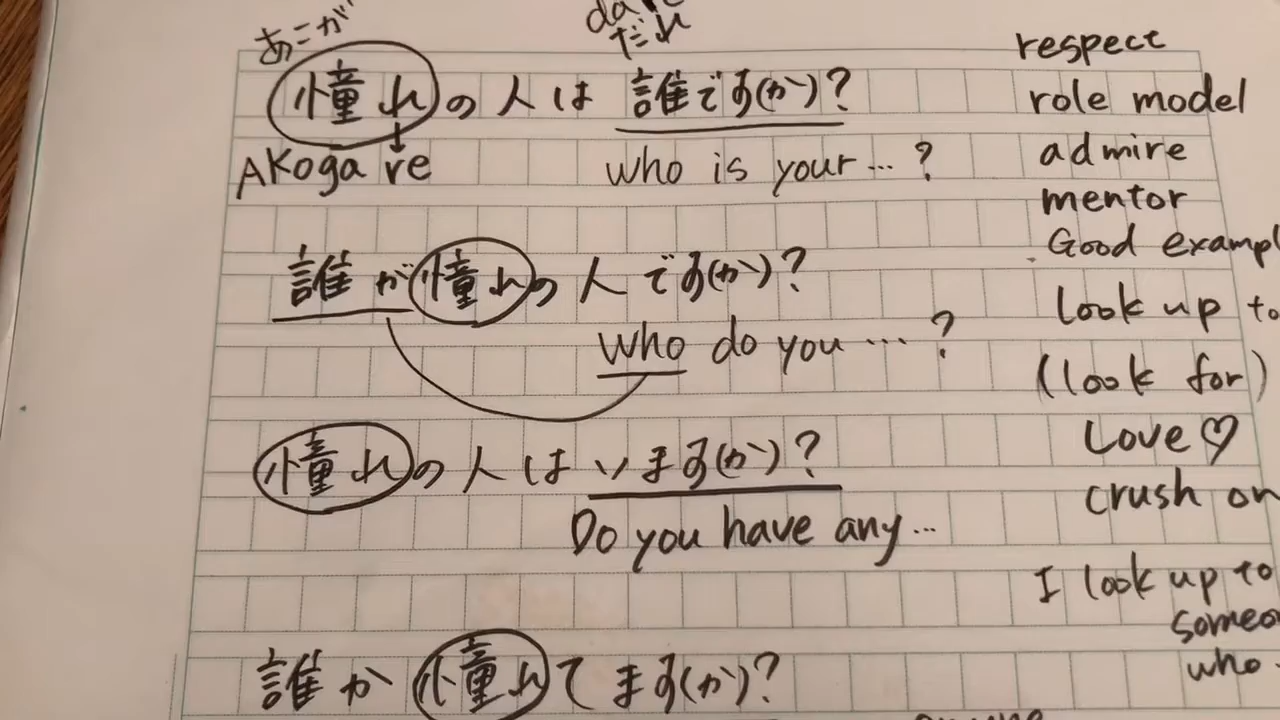 あこが
だれ
憧れの人は 誰です(か)?
Akoga re
who is your... ?
誰が憧れの人ですか(か)?
who do you ... ?
憧れの人は います(か)?
Do you have any...
誰か憧れてます(か)?
respect
role model
admire
mentor
Good exampl
look up to
(look for)
Love♡
crush on
I look up to
someo
who